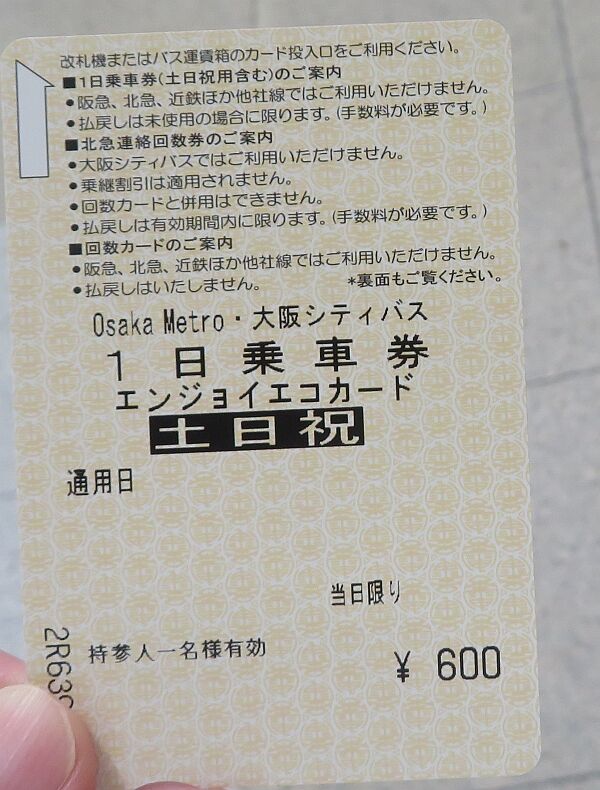 改札機またはバス運賃箱のカード投入口をご利用ください。
■1日乗車券(土日祝用含む)のご案内
●阪急、北急、近鉄ほか他社線ではご利用いただけません。
●払戻しは未使用の場合に限ります。(手数料が必要です。)
■北急連絡回数券のご案内
●大阪シティバスではご利用いただけません。
●乗継割引は適用されません。
●回数カードと併用はできません。
●払戻しは有効期間内に限ります。(手数料が必要です。)
■回数カードのご案内
●阪急、北急、近鉄ほか他社線ではご利用いただけません。
●払戻しはいたしません。 *裏面もご覧ください。
Osaka Metro・大阪シティバス
1日乗車券
エンジョイエコカード
土日祝
通用日
当日限り
持参人一名様有効
¥ 600
2R63